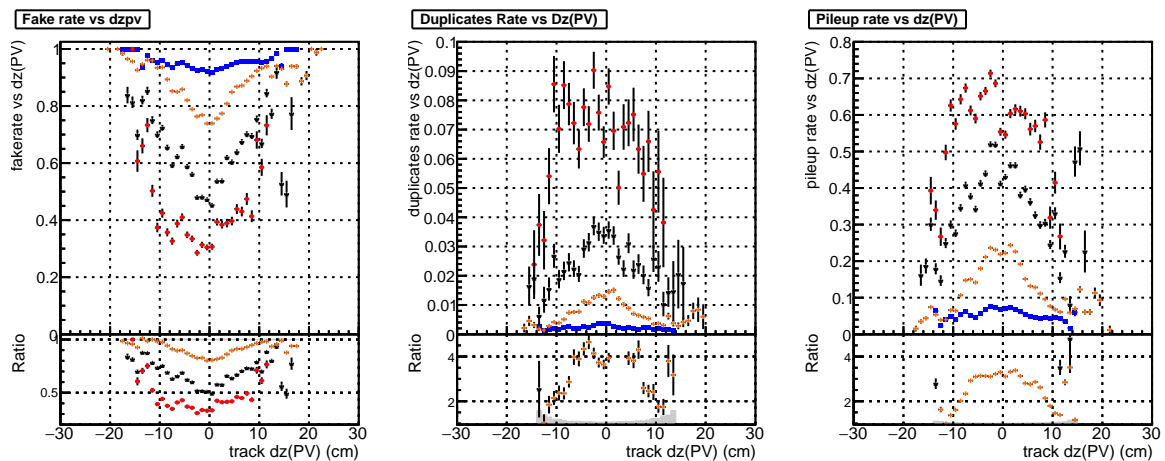 Fake rate vs dzpv
fakerate vs dz(PV)
1
0.8
0.6
0.4
0.2
0
Ratio
0.5
−30 −20 −10 0 10 20 30
track dz(PV) (cm)
Duplicates Rate vs Dz(PV)
duplicates rate vs dz(PV)
0.1
0.09
0.08
0.07
0.06
0.05
0.04
0.03
0.02
0.01
0
Ratio
4
2
−30 −20 −10 0 10 20 30
track dz(PV) (cm)
Pileup rate vs dz(PV)
pileup rate vs dz(PV)
0.8
0.7
0.6
0.5
0.4
0.3
0.2
0.1
0
Ratio
4
2
−30 −20 −10 0 10 20 30
track dz(PV) (cm)